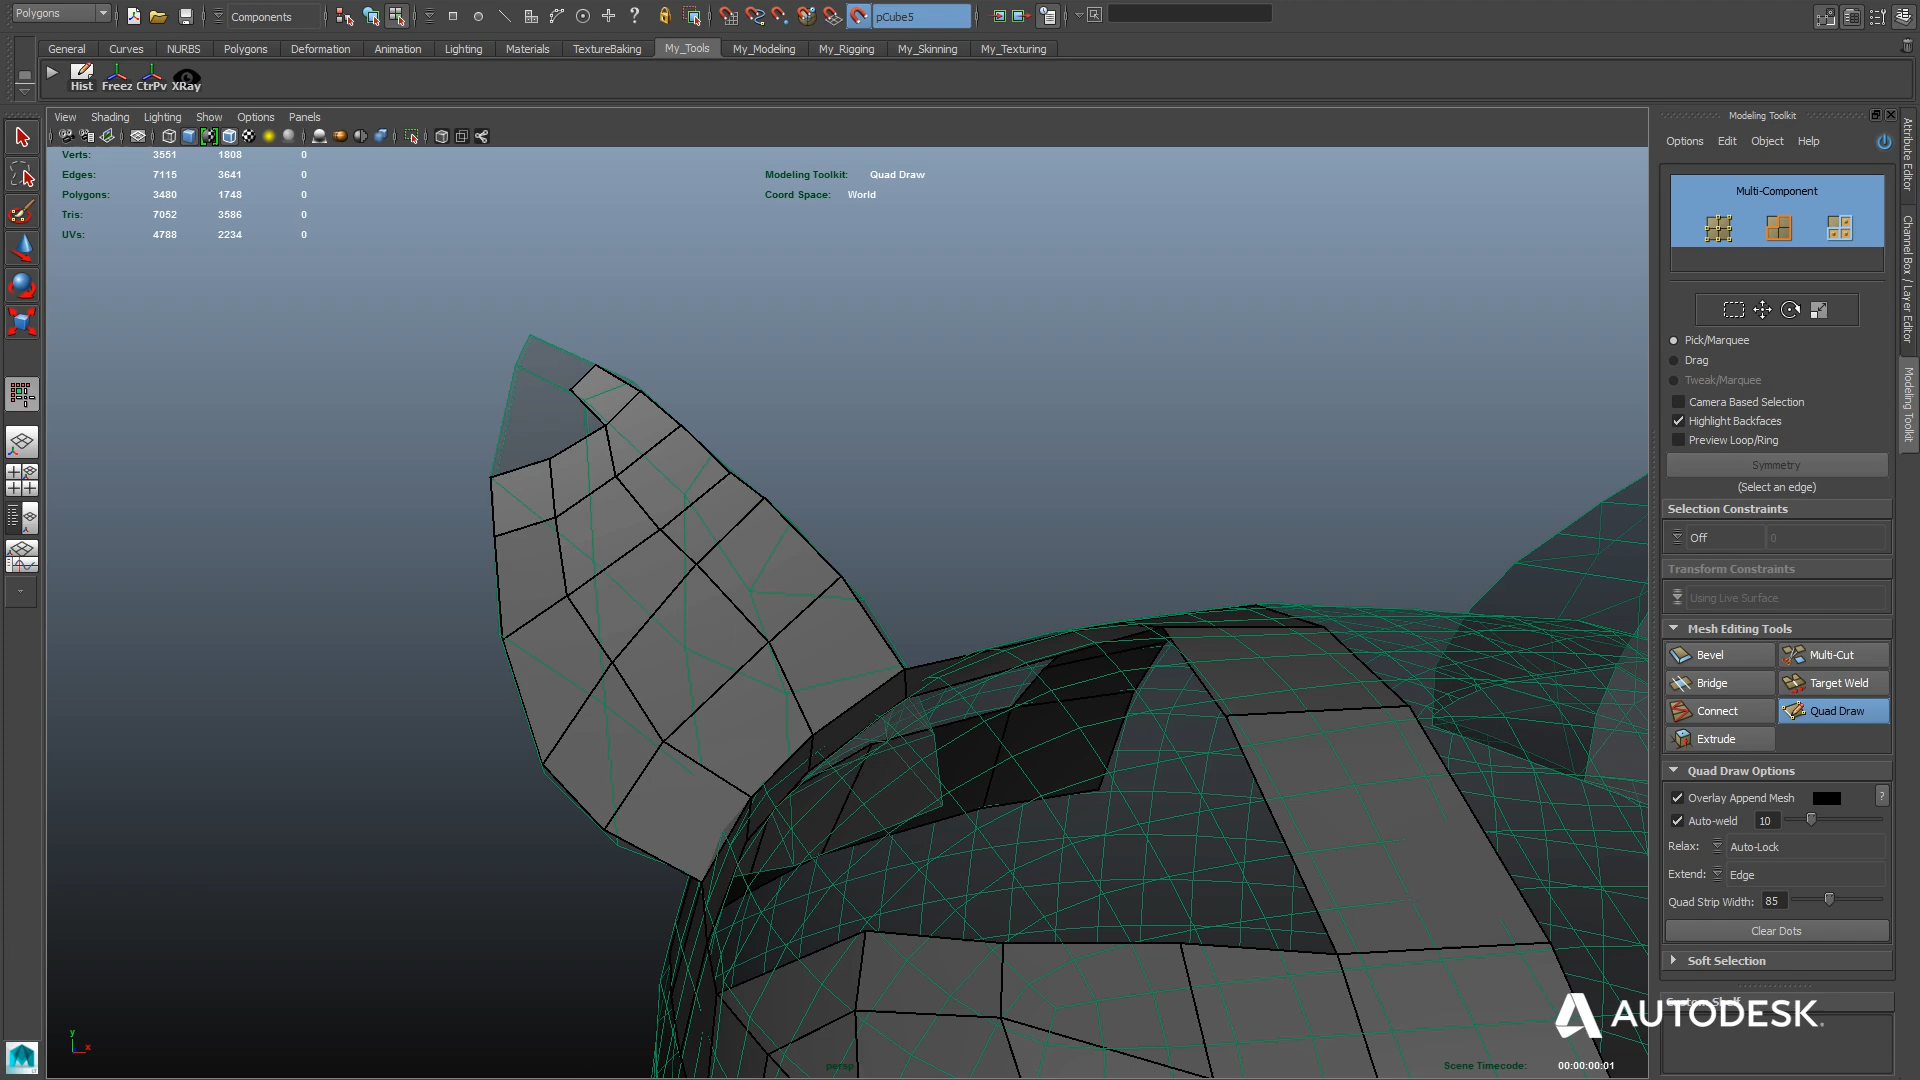 Polygons
Components
pCube5
General Curves NURBS Polygons Deformation Animation Lighting Materials TextureBaking My_Tools My_Modeling My_Rigging My_Skinning My_Texturing
Hist Freez CtrPv XRay
View Shading Lighting Show Options Panels
Verts: 3551 1808 0
Edges: 7115 3641 0
Polygons: 3480 1748 0
Tris: 7052 3586 0
UVs: 4788 2234 0
Modeling Toolkit: Quad Draw
Coord Space: World
persp
Scene Timecode: 00:00:00:01
y
x
Modeling Toolkit
Options Edit Object Help
Multi-Component
Pick/Marquee
Drag
Tweak/Marquee
Camera Based Selection
Highlight Backfaces
Preview Loop/Ring
Symmetry
(Select an edge)
Selection Constraints
Off 0
Transform Constraints
Using Live Surface
Mesh Editing Tools
Bevel Multi-Cut
Bridge Target Weld
Connect Quad Draw
Extrude
Quad Draw Options
Overlay Append Mesh ?
Auto-weld 10
Relax: Auto-Lock
Extend: Edge
Quad Strip Width: 85
Clear Dots
Soft Selection
Custom Shelf
AUTODESK.
Attribute Editor
Channel Box / Layer Editor
Modeling Toolkit